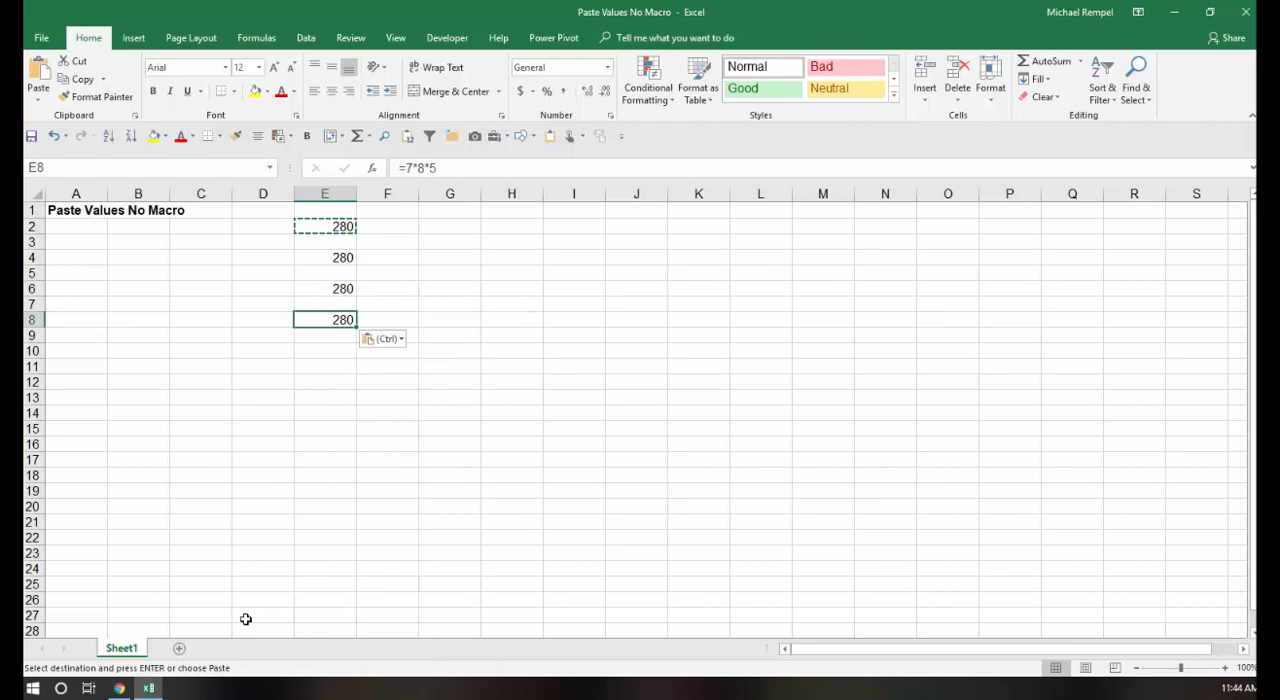 Paste Values No Macro - Excel
Michael Rempel
File Home Insert Page Layout Formulas Data Review View Developer Help Power Pivot Tell me what you want to do Share
Paste
Cut
Copy
Format Painter
Clipboard
Arial 12
A A
B I U A
Font
Wrap Text
Merge & Center
Alignment
General
$ % ,
Number
Conditional Formatting
Format as Table
Normal Bad
Good Neutral
Styles
Insert Delete Format
Cells
AutoSum
Fill
Clear
Sort & Filter
Find & Select
Editing
E8 fx =7*8*5
A B C D E F G H I J K L M N O P Q R S
1 Paste Values No Macro
2 280
3
4 280
5
6 280
7
8 280
(Ctrl)
9
10
11
12
13
14
15
16
17
18
19
20
21
22
23
24
25
26
27
28
Sheet1
Select destination and press ENTER or choose Paste
100%
11:44 AM